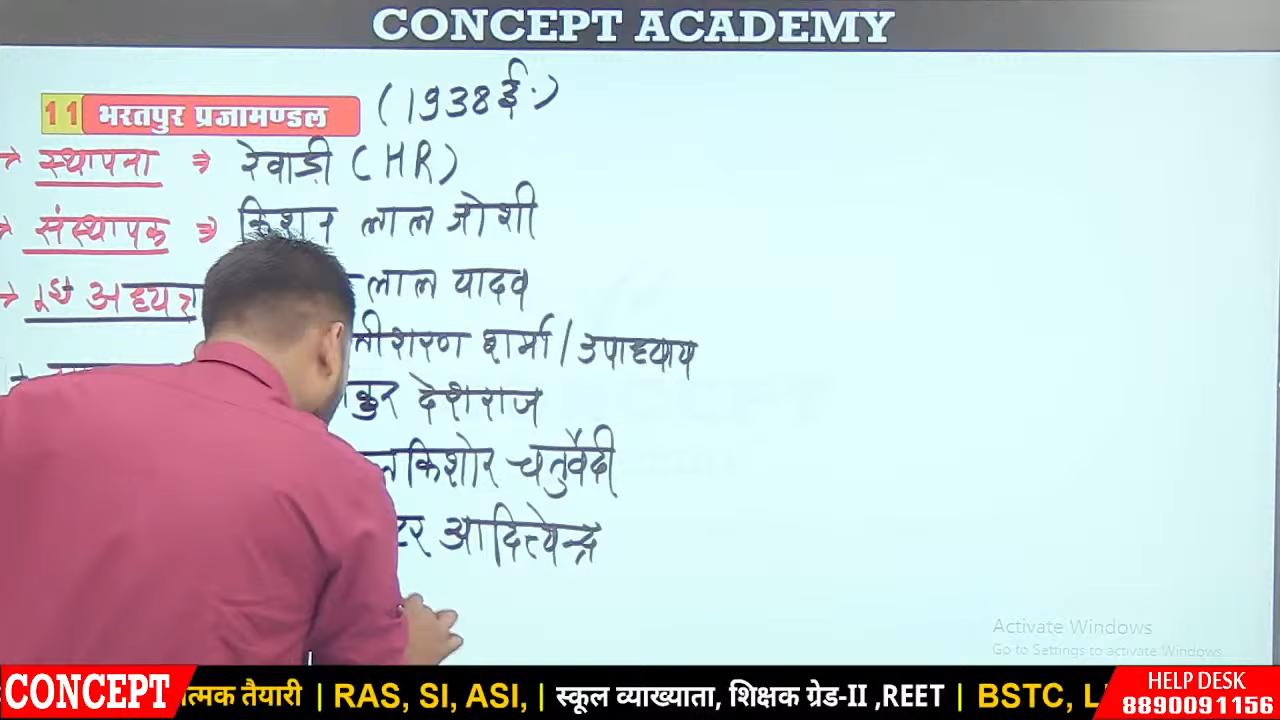 CONCEPT ACADEMY
11 भरतपुर प्रजामण्डल (1938 ई.)
→ स्थापना ⇒ रेवाड़ी (HR)
→ संस्थापक ⇒ किशन लाल जोशी
→ अध्यक्ष लाल यादव
शर्मा / उपाध्याय
→ देशराज
चतुर्वेदी
आदित्येन्द्र
Activate Windows
Go to Settings to activate Windows.
CONCEPT त्मक तैयारी | RAS, SI, ASI, | स्कूल व्याख्याता, शिक्षक ग्रेड-II ,REET | BSTC, HELP DESK
8890091156